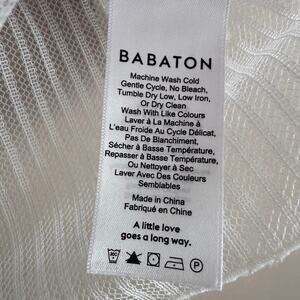 BABATON
Machine Wash Cold
Gentle Cycle, No Bleach,
Tumble Dry Low, Low Iron,
Or Dry Clean
Wash With Like Colours
Laver à La Machine à
L'eau Froide Au Cycle Délicat,
Pas De Blanchiment,
Sécher à Basse Température,
Repasser à Basse Température,
Ou Nettoyer à Sec
Laver Avec Des Couleurs
Semblables
Made in China
Fabriqué en Chine
A little love
goes a long way.
P